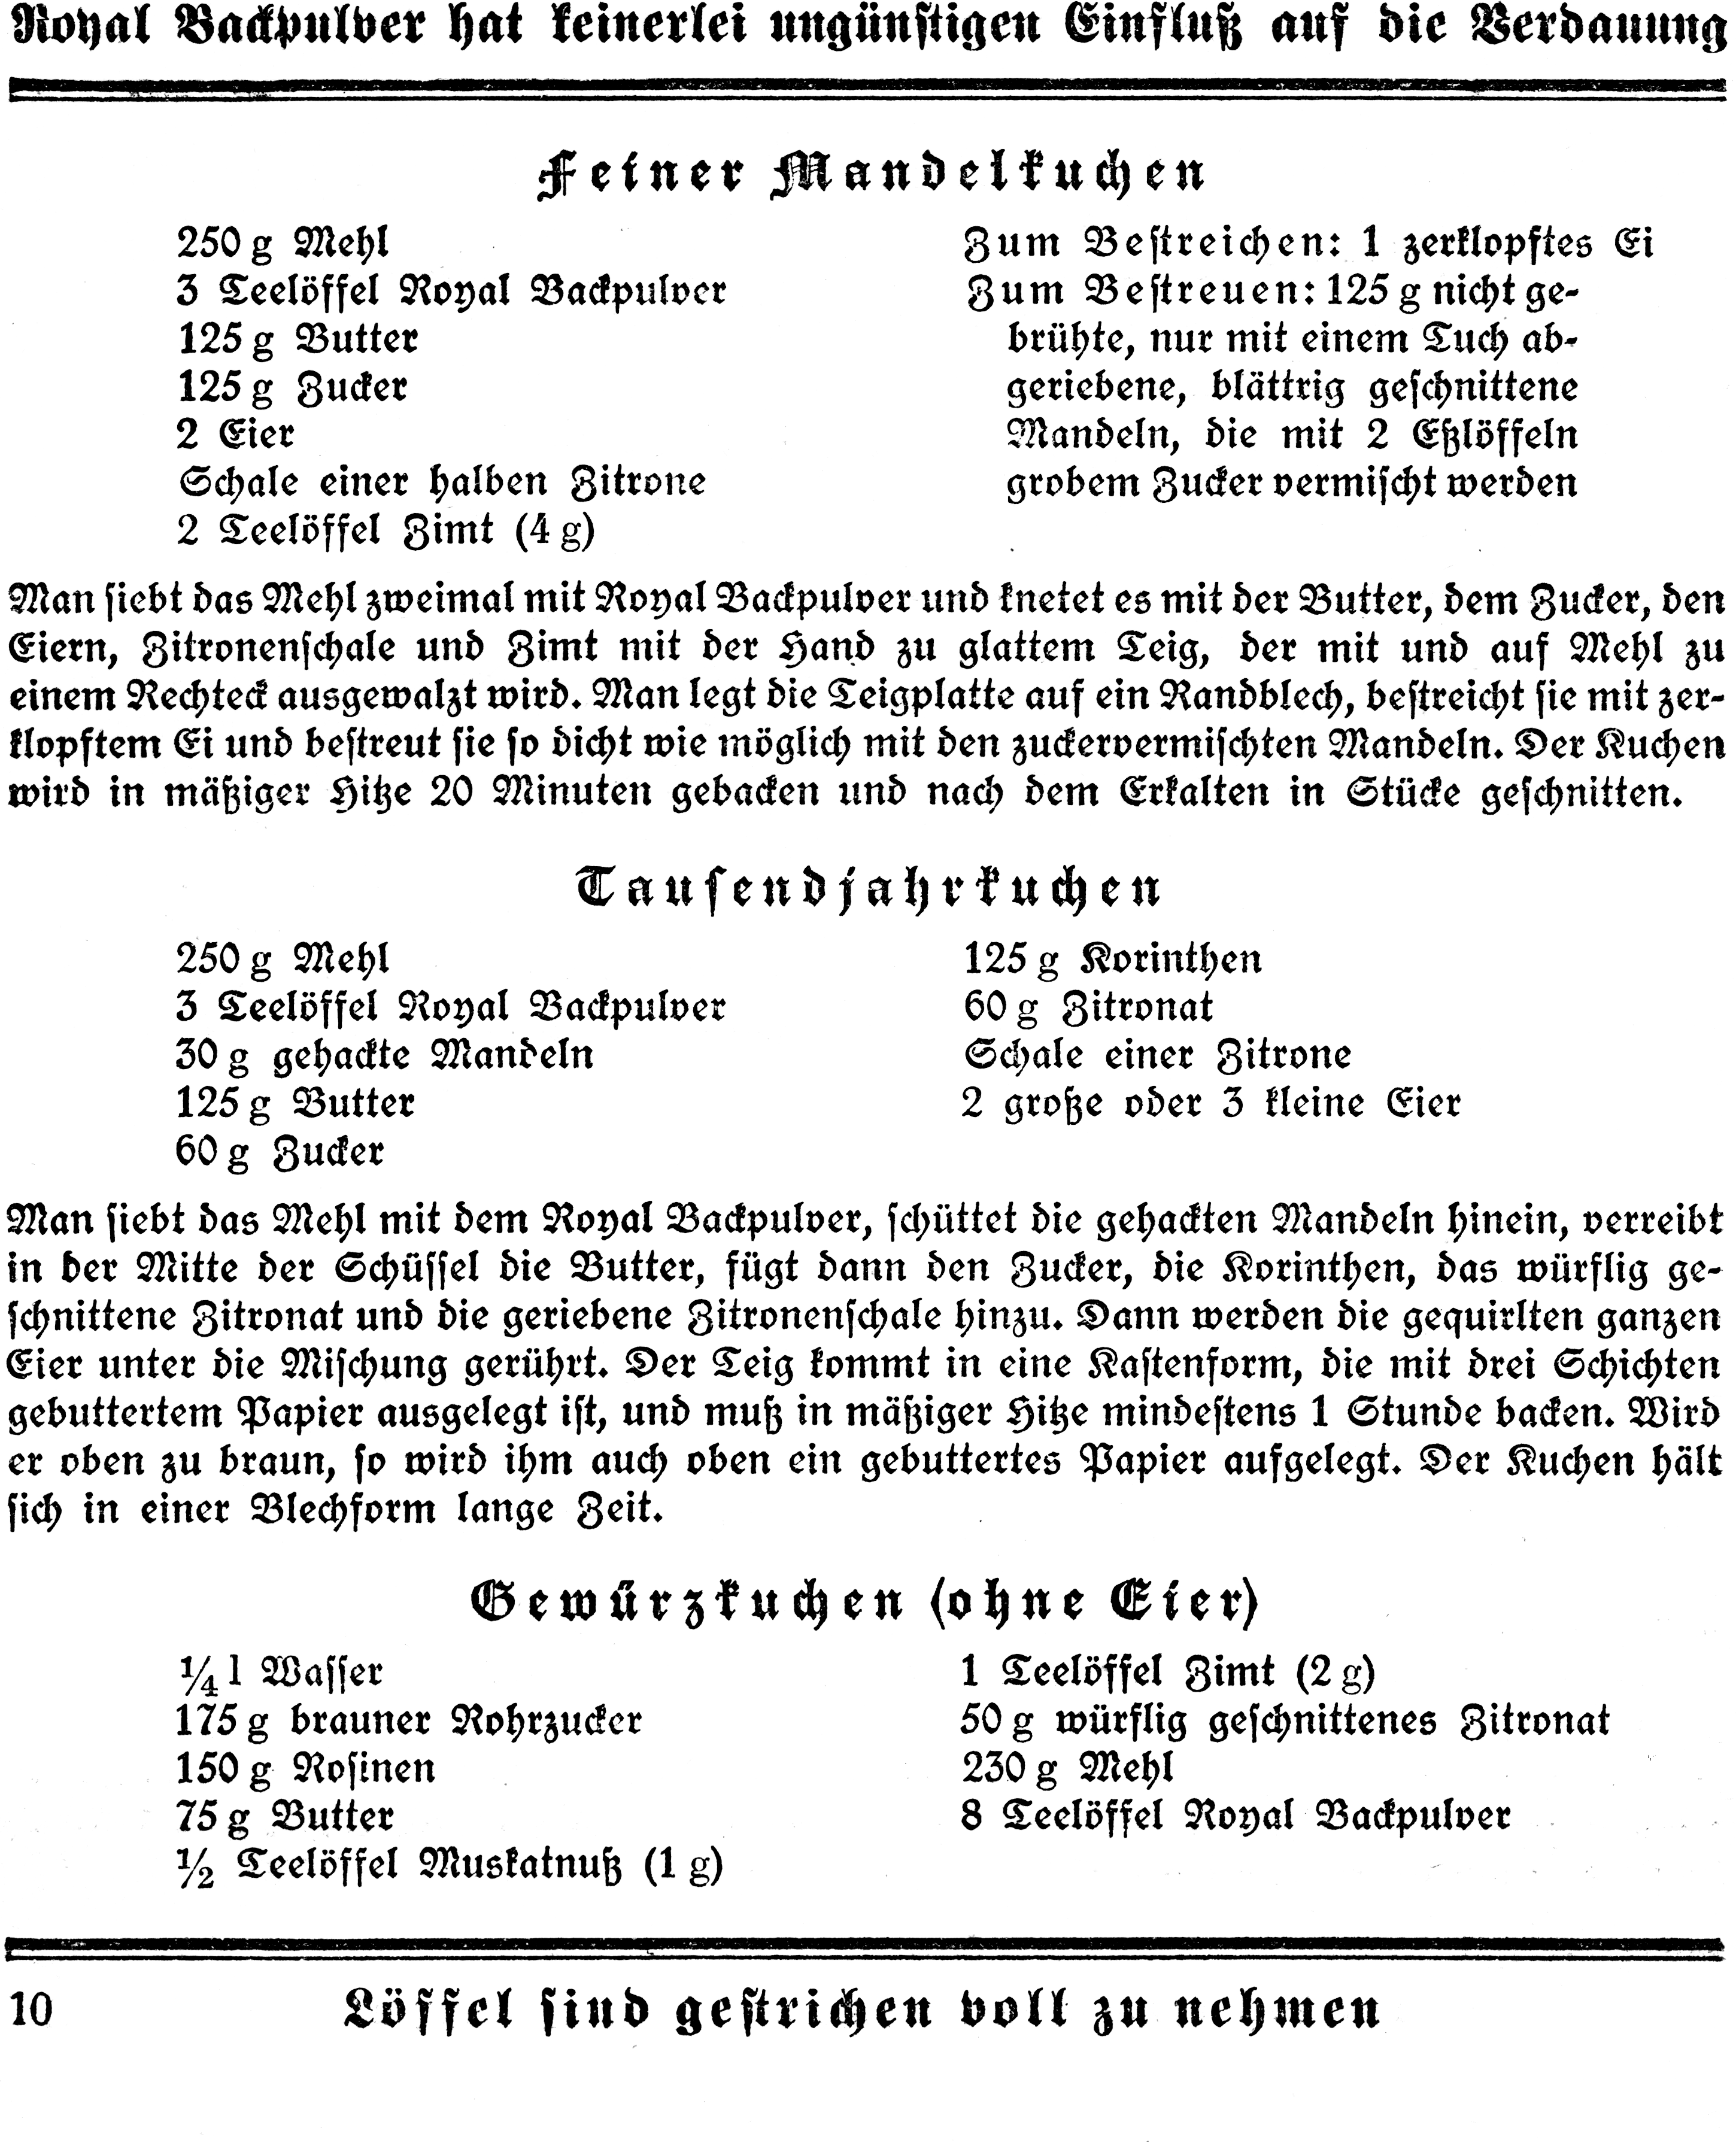 Royal Backpulver hat keinerlei ungünstigen Einfluß auf die Verdauung
Feiner Mandelkuchen
250 g Mehl
3 Teelöffel Royal Backpulver
125 g Butter
125 g Zucker
2 Eier
Schale einer halben Zitrone
2 Teelöffel Zimt (4 g)
Zum Bestreichen: 1 zerklopftes Ei
Zum Bestreuen: 125 g nicht ge-
brühte, nur mit einem Tuch ab-
geriebene, blättrig geschnittene
Mandeln, die mit 2 Eßlöffeln
grobem Zucker vermischt werden
Man siebt das Mehl zweimal mit Royal Backpulver und knetet es mit der Butter, dem Zucker, den
Eiern, Zitronenschale und Zimt mit der Hand zu glattem Teig, der mit und auf Mehl zu
einem Rechteck ausgewalzt wird. Man legt die Teigplatte auf ein Randblech, bestreicht sie mit zer-
klopftem Ei und bestreut sie so dicht wie möglich mit den zuckervermischten Mandeln. Der Kuchen
wird in mäßiger Hitze 20 Minuten gebacken und nach dem Erkalten in Stücke geschnitten.
Tausendjahrkuchen
250 g Mehl
3 Teelöffel Royal Backpulver
30 g gehackte Mandeln
125 g Butter
60 g Zucker
125 g Korinthen
60 g Zitronat
Schale einer Zitrone
2 große oder 3 kleine Eier
Man siebt das Mehl mit dem Royal Backpulver, schüttet die gehackten Mandeln hinein, verreibt
in der Mitte der Schüssel die Butter, fügt dann den Zucker, die Korinthen, das würflig ge-
schnittene Zitronat und die geriebene Zitronenschale hinzu. Dann werden die gequirlten ganzen
Eier unter die Mischung gerührt. Der Teig kommt in eine Kastenform, die mit drei Schichten
gebuttertem Papier ausgelegt ist, und muß in mäßiger Hitze mindestens 1 Stunde backen. Wird
er oben zu braun, so wird ihm auch oben ein gebuttertes Papier aufgelegt. Der Kuchen hält
sich in einer Blechform lange Zeit.
Gewürzkuchen (ohne Eier)
¼ l Wasser
175 g brauner Rohrzucker
150 g Rosinen
75 g Butter
½ Teelöffel Muskatnuß (1 g)
1 Teelöffel Zimt (2 g)
50 g würflig geschnittenes Zitronat
230 g Mehl
8 Teelöffel Royal Backpulver
10 Löffel sind gestrichen voll zu nehmen